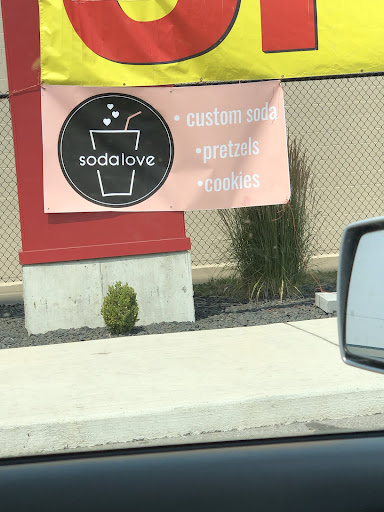 sodalove
• custom soda
•pretzels
•cookies